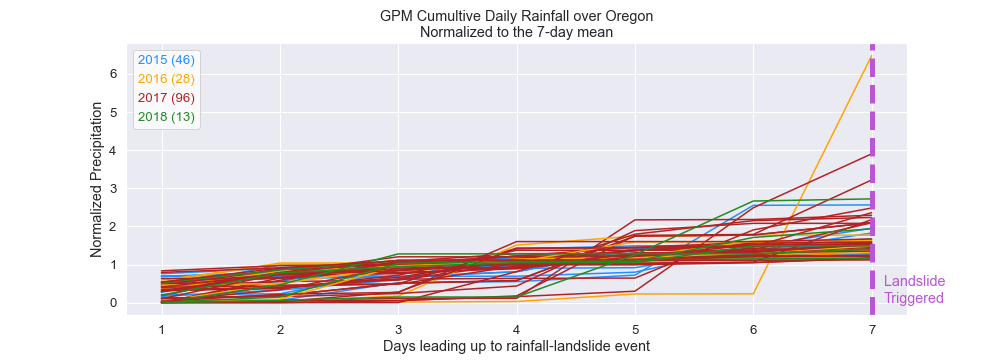 GPM Cumultive Daily Rainfall over Oregon
Normalized to the 7-day mean
2015 (46)
2016 (28)
2017 (96)
2018 (13)
Normalized Precipitation
6
5
4
3
2
1
0
Landslide
Triggered
1 2 3 4 5 6 7
Days leading up to rainfall-landslide event